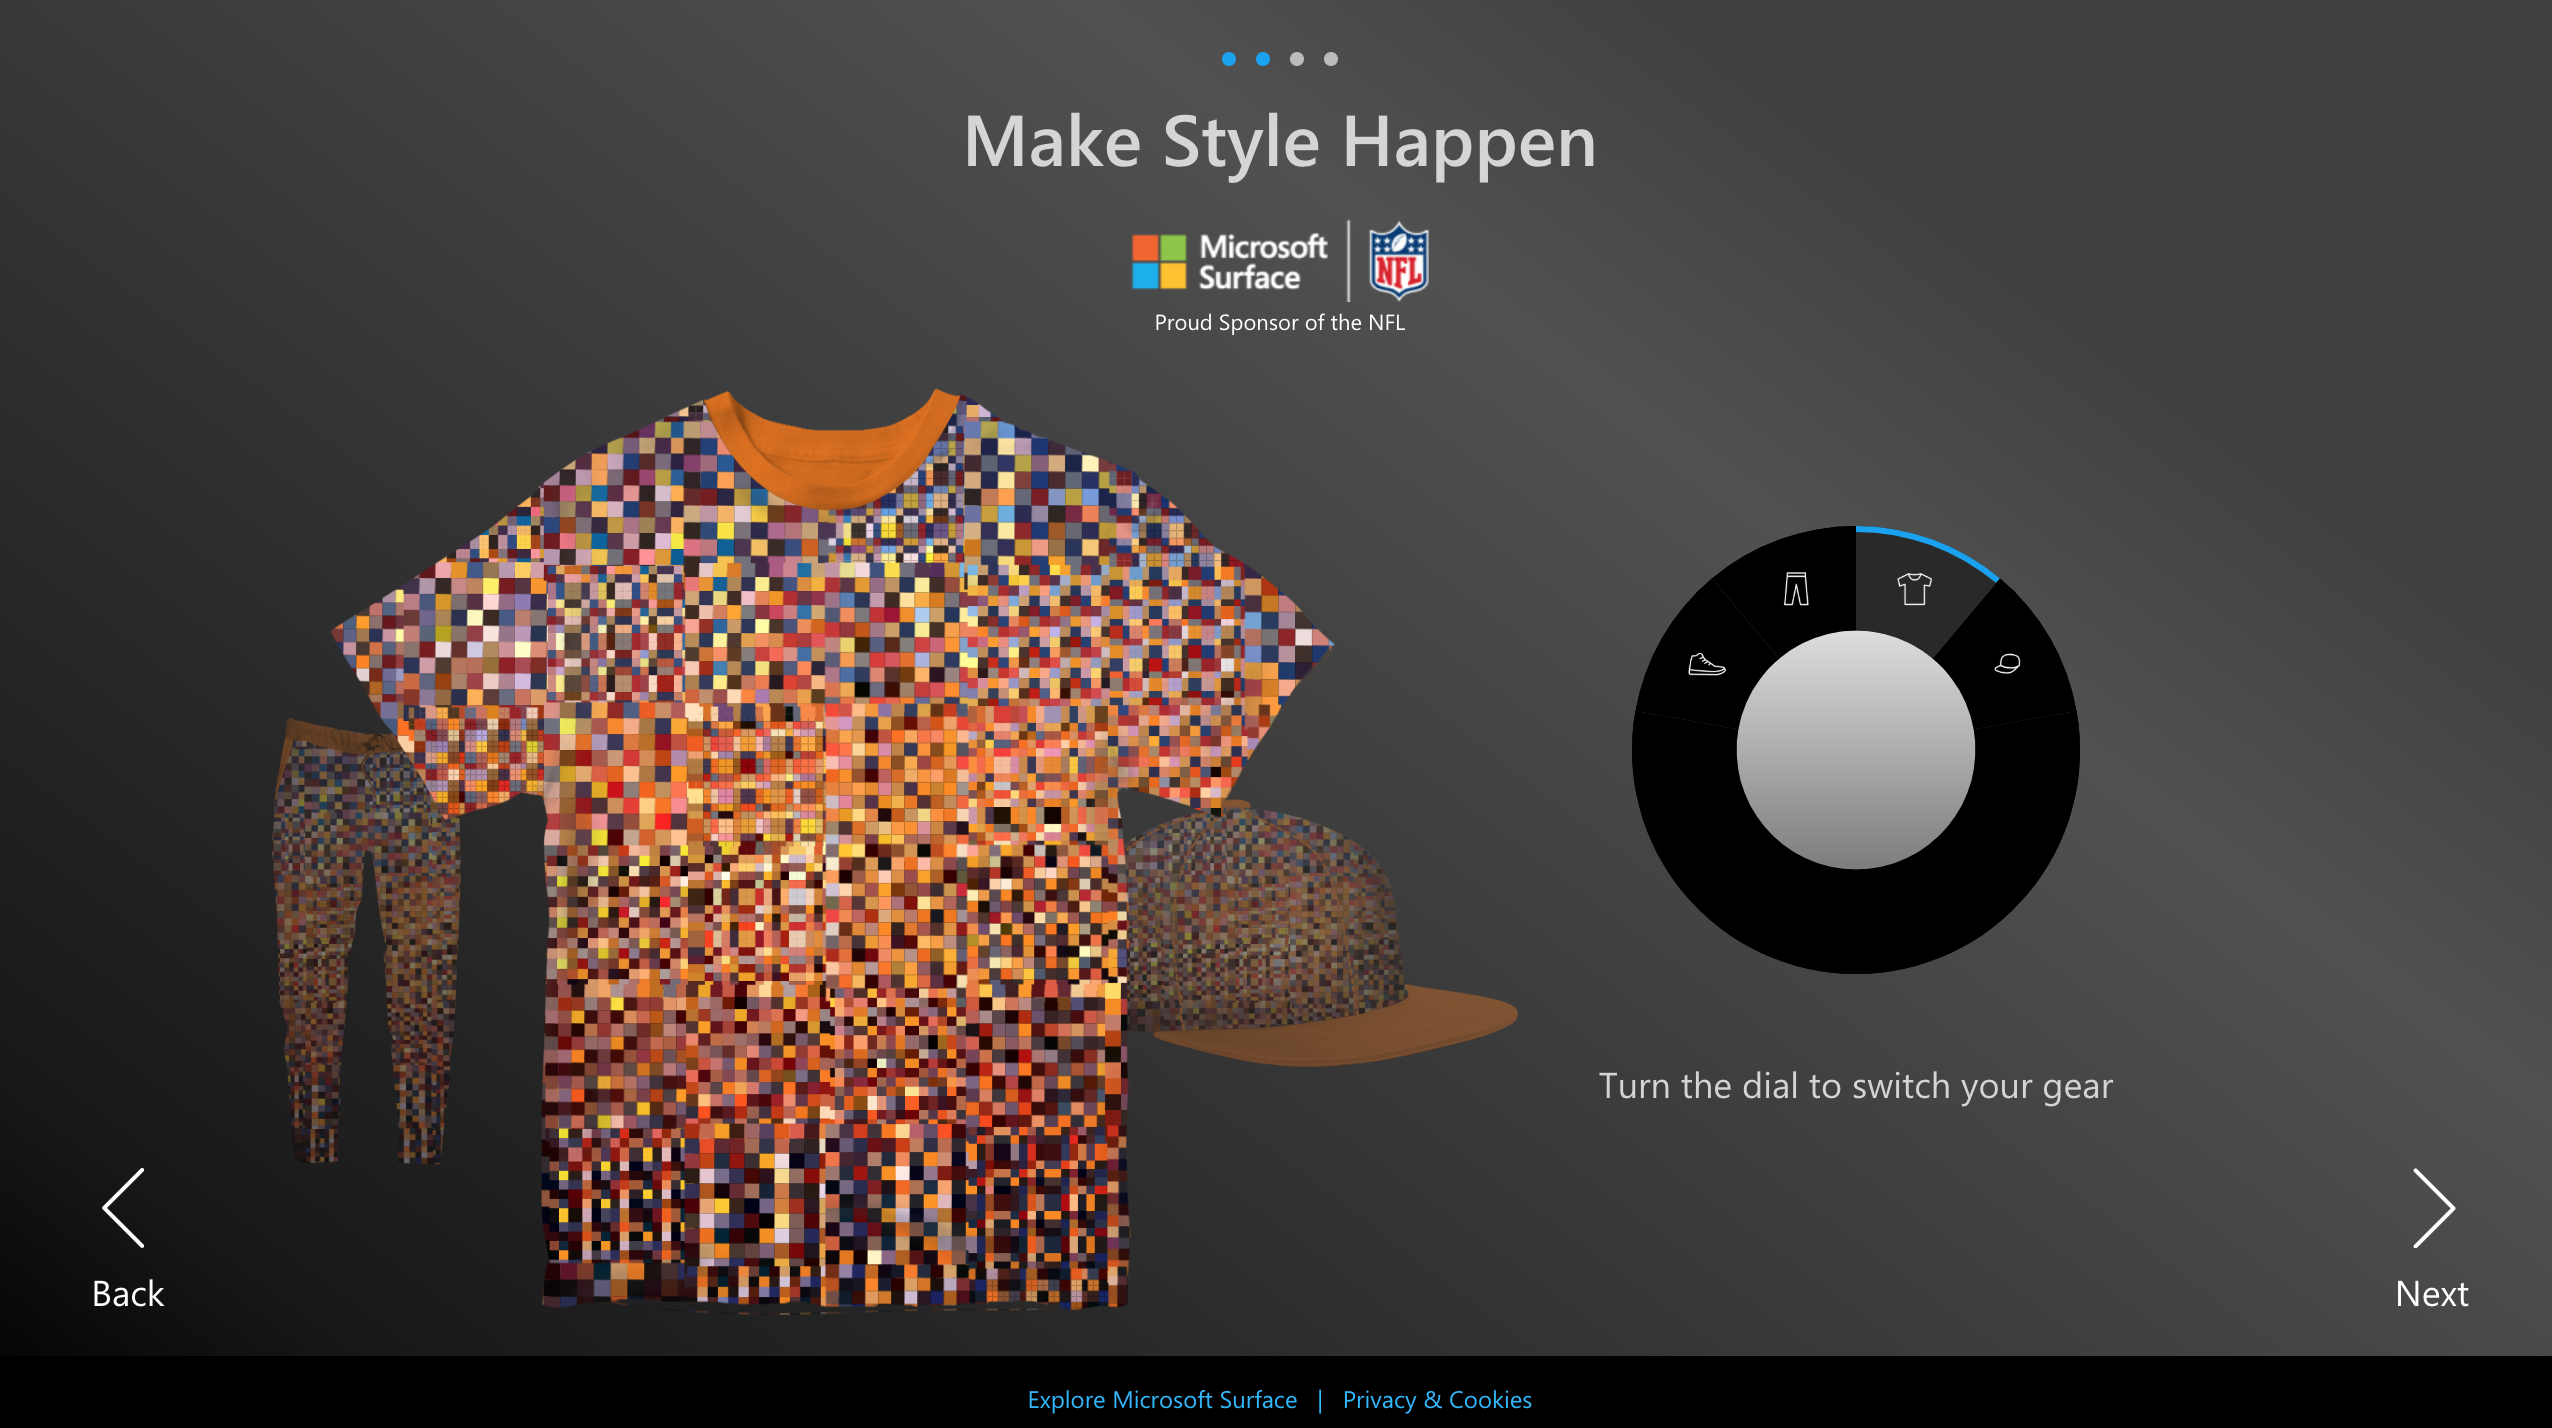 Make Style Happen
Microsoft
Surface
NFL
Proud Sponsor of the NFL
Turn the dial to switch your gear
Back
Next
Explore Microsoft Surface | Privacy & Cookies